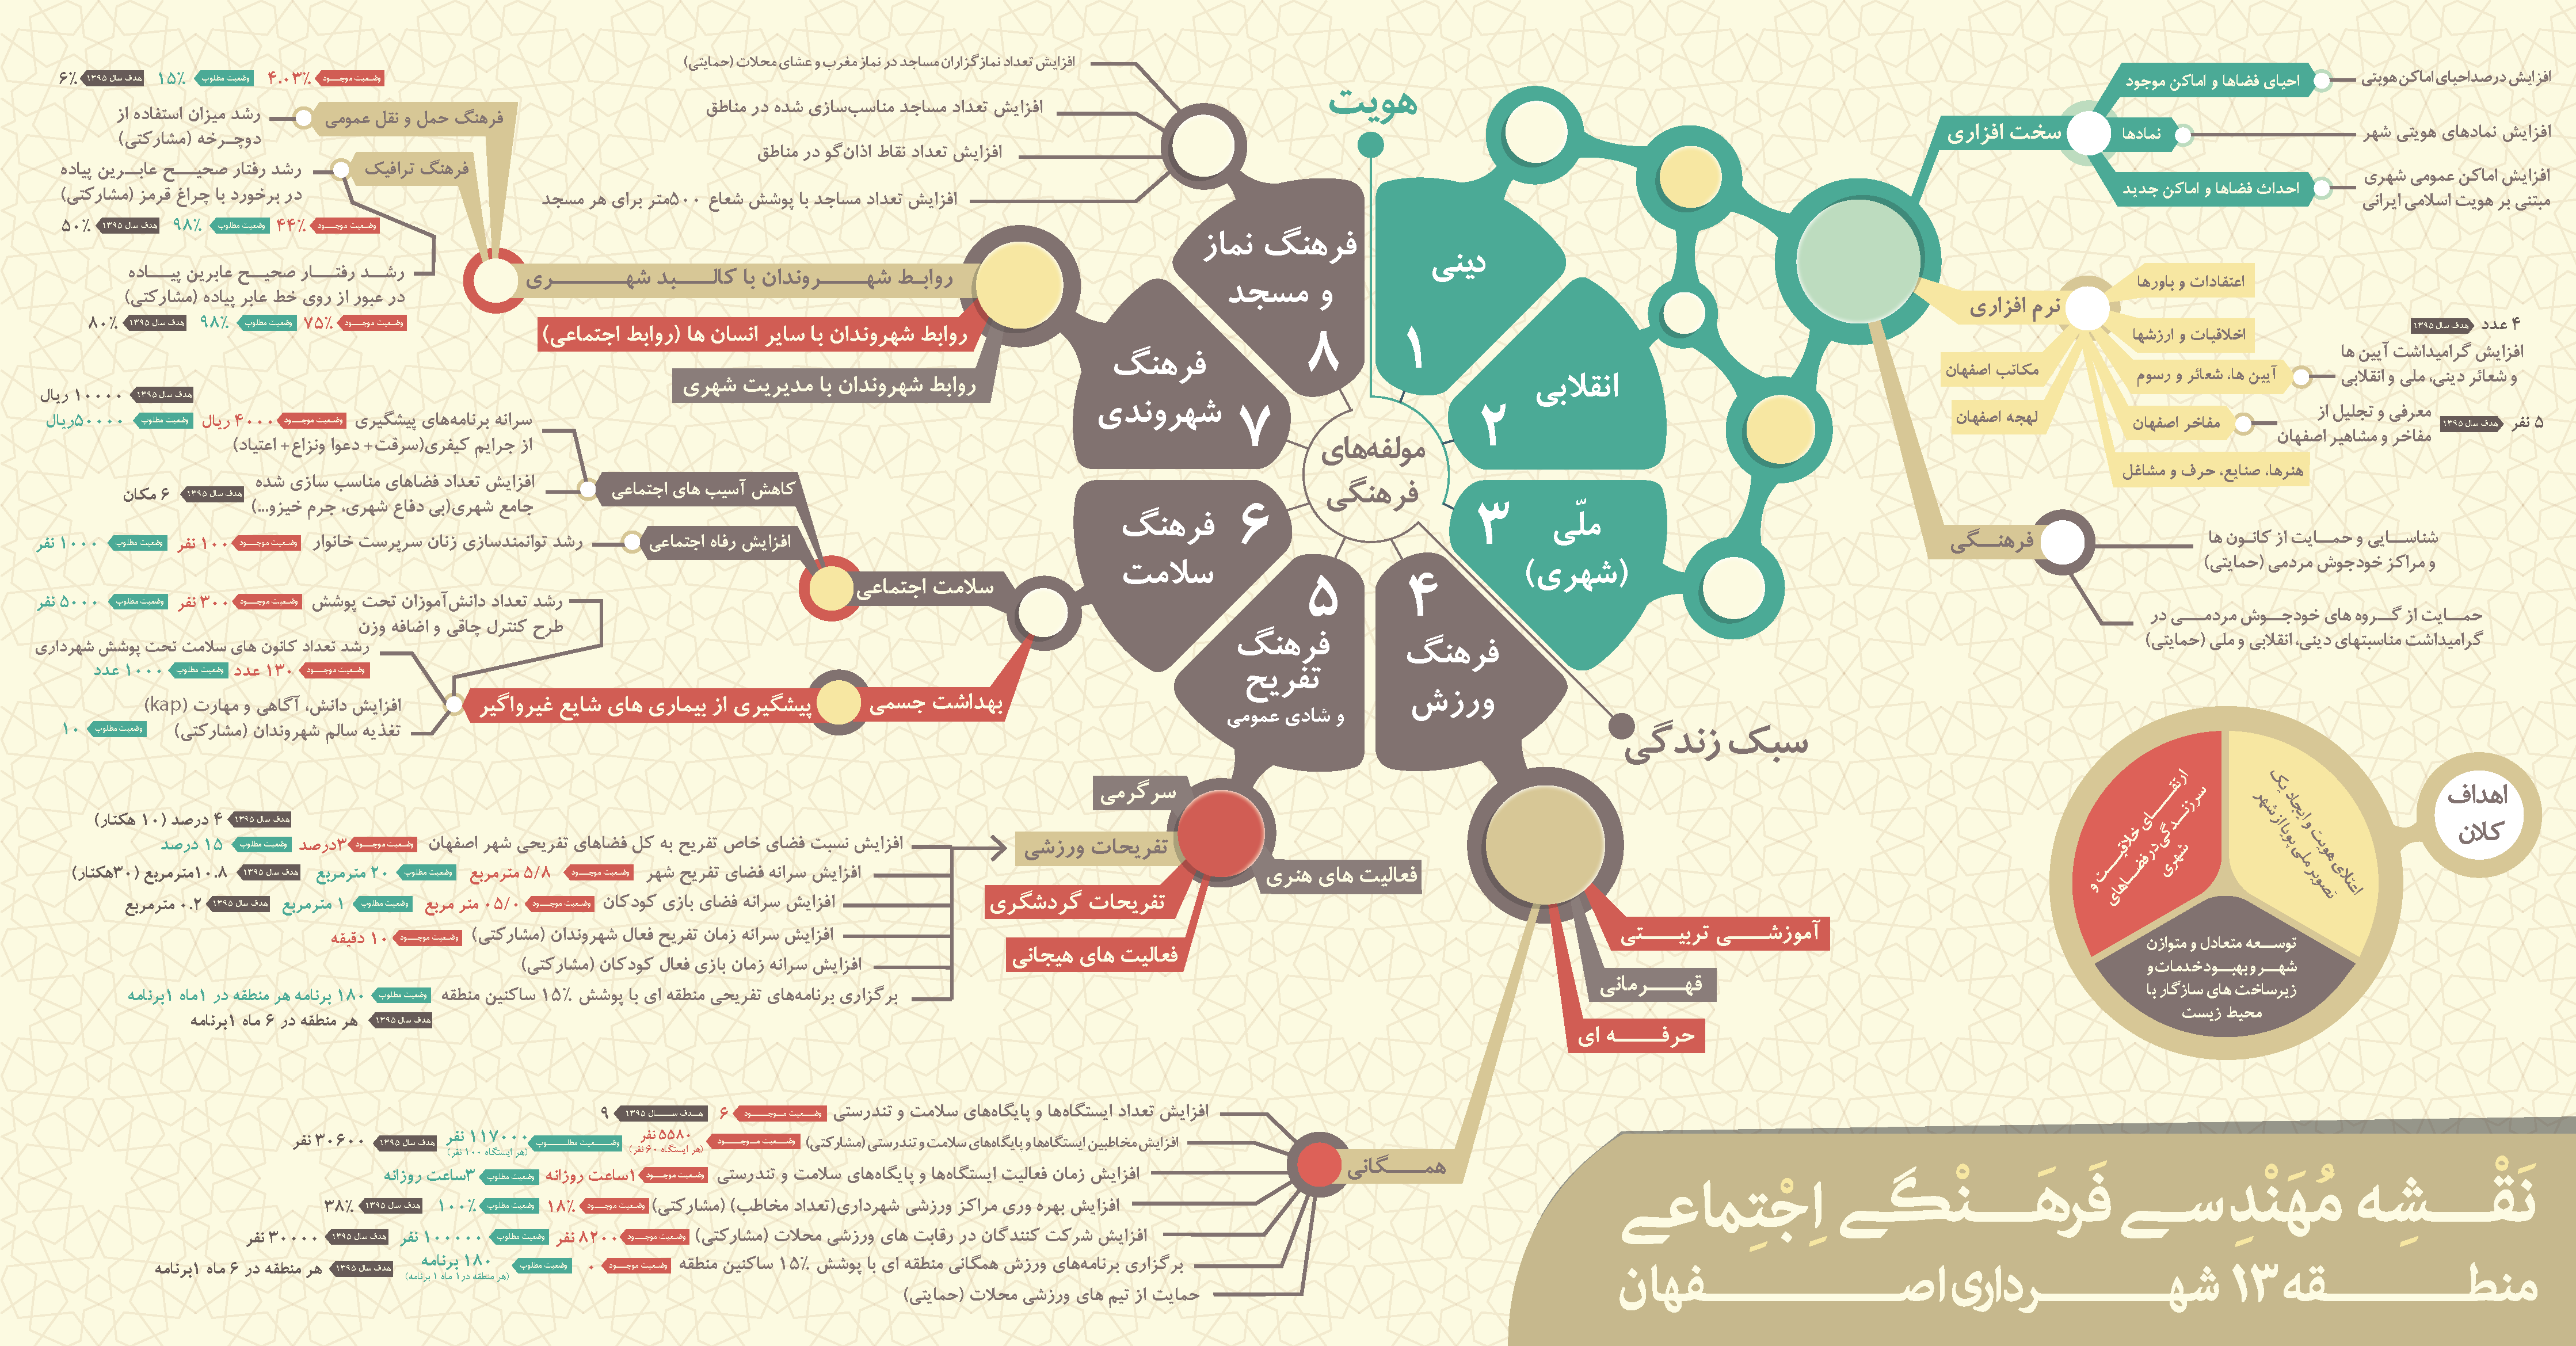 نَقْشِه مُهَنْدِسے فَرهَنْگے اِجْتِماعے
منطقه ۱۳ شهرداری اصفهان
اهداف
کلان
اعتلای هویت و ایجاد یک
تصویر ملی پویا از شهر
ارتقای خلاقیت و
سرزندگی در فضاهای
شهری
توسعه متعادل و متوازن
شهر و بهبود خدمات و
زیرساخت های سازگار با
محیط زیست
مولفه‌های
فرهنگی
هویت
دینی
۱
انقلابی
۲
ملّی
(شهری)
۳
سخت افزاری
احیای فضاها و اماکن موجود
افزایش درصد احیای اماکن هویتی
نمادها
افزایش نمادهای هویتی شهر
احداث فضاها و اماکن جدید
افزایش اماکن عمومی شهری
مبتنی بر هویت اسلامی ایرانی
نرم افزاری
اعتقادات و باورها
اخلاقیات و ارزشها
مکاتب اصفهان
لهجه اصفهان
آیین ها، شعائر و رسوم
۴ عدد هدف سال ۱۳۹۵
افزایش گرامیداشت آیین ها
و شعائر دینی، ملی و انقلابی
مفاخر اصفهان
معرفی و تجلیل از
مفاخر و مشاهیر اصفهان
هدف سال ۱۳۹۵ ۵ نفر
هنرها، صنایع، حرف و مشاغل
فرهنگی
شناسایی و حمایت از کانون ها
و مراکز خودجوش مردمی (حمایتی)
حمایت از گروه های خودجوش مردمی در
گرامیداشت مناسبتهای دینی، انقلابی و ملی (حمایتی)
سبک زندگی
۴
فرهنگ
ورزش
آموزشی تربیتی
قهرمانی
حرفه ای
همگانی
افزایش تعداد ایستگاه‌ها و پایگاه‌های سلامت و تندرستی وضعیت موجود ۶ هدف سال ۱۳۹۵ ۹
افزایش مخاطبین ایستگاه‌ها و پایگاه‌های سلامت و تندرستی (مشارکتی) وضعیت موجود ۵۵۸۰ نفر وضعیت مطلوب ۱۱۷۰۰۰ نفر هدف سال ۱۳۹۵ ۳۰۶۰۰ نفر
(هر ایستگاه ۶۰ نفر) (هر ایستگاه ۱۰۰ نفر)
افزایش زمان فعالیت ایستگاه‌ها و پایگاه‌های سلامت و تندرستی وضعیت موجود ۱ساعت روزانه وضعیت مطلوب ۳ساعت روزانه
افزایش بهره وری مراکز ورزشی شهرداری(تعداد مخاطب) (مشارکتی) وضعیت موجود ۱۸٪ وضعیت مطلوب ۱۰۰٪ هدف سال ۱۳۹۵ ۳۸٪
افزایش شرکت کنندگان در رقابت های ورزشی محلات (مشارکتی) وضعیت موجود ۸۲۰۰ نفر وضعیت مطلوب ۱۰۰۰۰۰ نفر هدف سال ۱۳۹۵ ۳۰۰۰۰ نفر
برگزاری برنامه‌های ورزش همگانی منطقه ای با پوشش ۱۵٪ ساکنین منطقه وضعیت موجود ۰ وضعیت مطلوب ۱۸۰ برنامه هدف سال ۱۳۹۵ هر منطقه در ۶ ماه ۱برنامه
(هر منطقه در ۱ ماه ۱ برنامه)
حمایت از تیم های ورزشی محلات (حمایتی)
۵
فرهنگ
تفریح
و شادی عمومی
سرگرمی
تفریحات ورزشی
فعالیت های هنری
تفریحات گردشگری
فعالیت های هیجانی
هدف سال ۱۳۹۵ ۴ درصد (۱۰ هکتار)
افزایش نسبت فضای خاص تفریح به کل فضاهای تفریحی شهر اصفهان وضعیت موجود ۳درصد وضعیت مطلوب ۱۵ درصد
افزایش سرانه فضای تفریح شهر وضعیت موجود ۵/۸ مترمربع وضعیت مطلوب ۲۰ مترمربع هدف سال ۱۳۹۵ ۱۰.۸مترمربع (۳۰هکتار)
افزایش سرانه فضای بازی کودکان وضعیت موجود ۰۵/۰ متر مربع وضعیت مطلوب ۱ مترمربع هدف سال ۱۳۹۵ ۰.۲ مترمربع
افزایش سرانه زمان تفریح فعال شهروندان (مشارکتی) وضعیت موجود ۱۰ دقیقه
افزایش سرانه زمان بازی فعال کودکان (مشارکتی)
برگزاری برنامه‌های تفریحی منطقه ای با پوشش ۱۵٪ ساکنین منطقه وضعیت مطلوب ۱۸۰ برنامه هر منطقه در ۱ماه ۱برنامه
هدف سال ۱۳۹۵ هر منطقه در ۶ ماه ۱برنامه
۶
فرهنگ
سلامت
سلامت اجتماعی
کاهش آسیب های اجتماعی
هدف سال ۱۳۹۵ ۱۰۰۰۰ ریال
سرانه برنامه‌های پیشگیری وضعیت موجود ۴۰۰۰ ریال وضعیت مطلوب ۵۰۰۰۰ریال
از جرایم کیفری(سرقت+ دعوا ونزاع+ اعتیاد)
افزایش تعداد فضاهای مناسب سازی شده هدف سال ۱۳۹۵ ۶ مکان
جامع شهری(بی دفاع شهری، جرم خیزو...)
افزایش رفاه اجتماعی
رشد توانمندسازی زنان سرپرست خانوار وضعیت موجود ۱۰۰ نفر وضعیت مطلوب ۱۰۰۰ نفر
بهداشت جسمی
پیشگیری از بیماری های شایع غیرواگیر
رشد تعداد دانش‌آموزان تحت پوشش وضعیت موجود ۳۰۰ نفر وضعیت مطلوب ۵۰۰۰ نفر
طرح کنترل چاقی و اضافه وزن
رشد تعداد کانون های سلامت تحت پوشش شهرداری
وضعیت موجود ۱۳۰ عدد وضعیت مطلوب ۱۰۰۰ عدد
افزایش دانش، آگاهی و مهارت (kap)
تغذیه سالم شهروندان (مشارکتی) وضعیت مطلوب ۱۰
۷
فرهنگ
شهروندی
روابط شهروندان با کالبد شهری
روابط شهروندان با سایر انسان ها (روابط اجتماعی)
روابط شهروندان با مدیریت شهری
فرهنگ حمل و نقل عمومی
وضعیت موجود ۴.۰۳٪ وضعیت مطلوب ۱۵٪ هدف سال ۱۳۹۵ ۶٪
رشد میزان استفاده از
دوچرخه (مشارکتی)
فرهنگ ترافیک
رشد رفتار صحیح عابرین پیاده
در برخورد با چراغ قرمز (مشارکتی)
وضعیت موجود ۴۴٪ وضعیت مطلوب ۹۸٪ هدف سال ۱۳۹۵ ۵۰٪
رشد رفتار صحیح عابرین پیاده
در عبور از روی خط عابر پیاده (مشارکتی)
وضعیت موجود ۷۵٪ وضعیت مطلوب ۹۸٪ هدف سال ۱۳۹۵ ۸۰٪
فرهنگ نماز
و مسجد
۸
افزایش تعداد نمازگزاران مساجد در نماز مغرب و عشای محلات (حمایتی)
افزایش تعداد مساجد مناسب‌سازی شده در مناطق
افزایش تعداد نقاط اذان‌گو در مناطق
افزایش تعداد مساجد با پوشش شعاع ۵۰۰متر برای هر مسجد